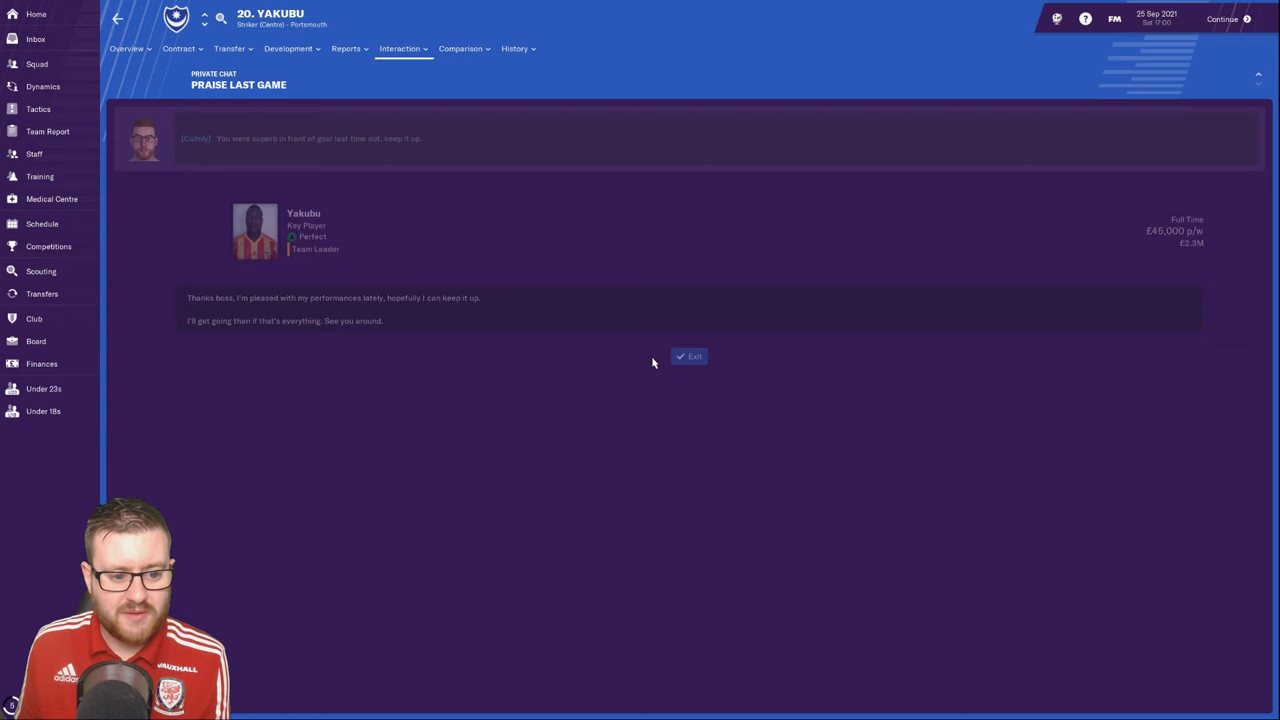 20. YAKUBU
Striker (Centre) - Portsmouth
25 Sep 2021
Sat 17:00
FM
Continue
Home
Inbox
Squad
Dynamics
Tactics
Team Report
Staff
Training
Medical Centre
Schedule
Competitions
Scouting
Transfers
Club
Board
Finances
Under 23s
Under 18s
Overview
Contract
Transfer
Development
Reports
Interaction
Comparison
History
PRIVATE CHAT
PRAISE LAST GAME
(Calmly) You were superb in front of goal last time out, keep it up.
Yakubu
Key Player
Perfect
Team Leader
Full Time
£45,000 p/w
£2.3M
Thanks boss, I'm pleased with my performances lately, hopefully I can keep it up.
I'll get going then if that's everything. See you around.
Exit
adidas
VAUXHALL
5